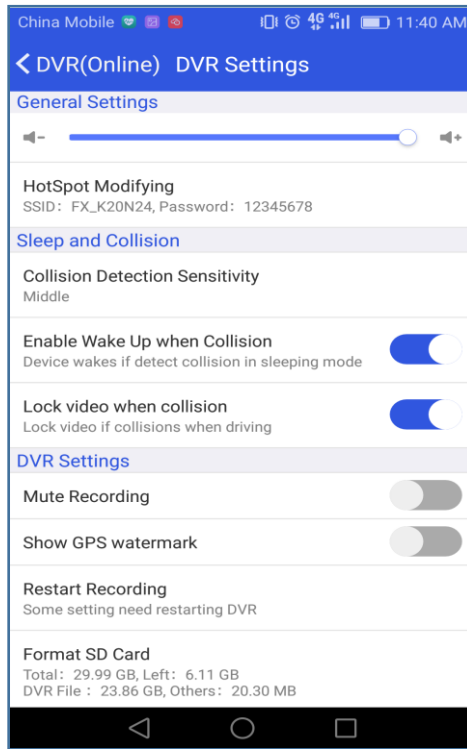 China Mobile 4G 4G 11:40 AM
DVR(Online) DVR Settings
General Settings
HotSpot Modifying
SSID: FX_K20N24, Password: 12345678
Sleep and Collision
Collision Detection Sensitivity
Middle
Enable Wake Up when Collision
Device wakes if detect collision in sleeping mode
Lock video when collision
Lock video if collisions when driving
DVR Settings
Mute Recording
Show GPS watermark
Restart Recording
Some setting need restarting DVR
Format SD Card
Total: 29.99 GB, Left: 6.11 GB
DVR File : 23.86 GB, Others: 20.30 MB